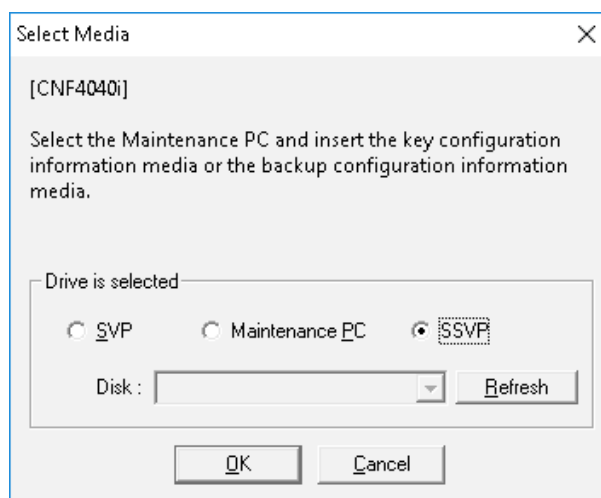 Select Media
[CNF4040i]
Select the Maintenance PC and insert the key configuration
information media or the backup configuration information
media.
Drive is selected
SVP Maintenance PC SSVP
Disk : Refresh
OK Cancel